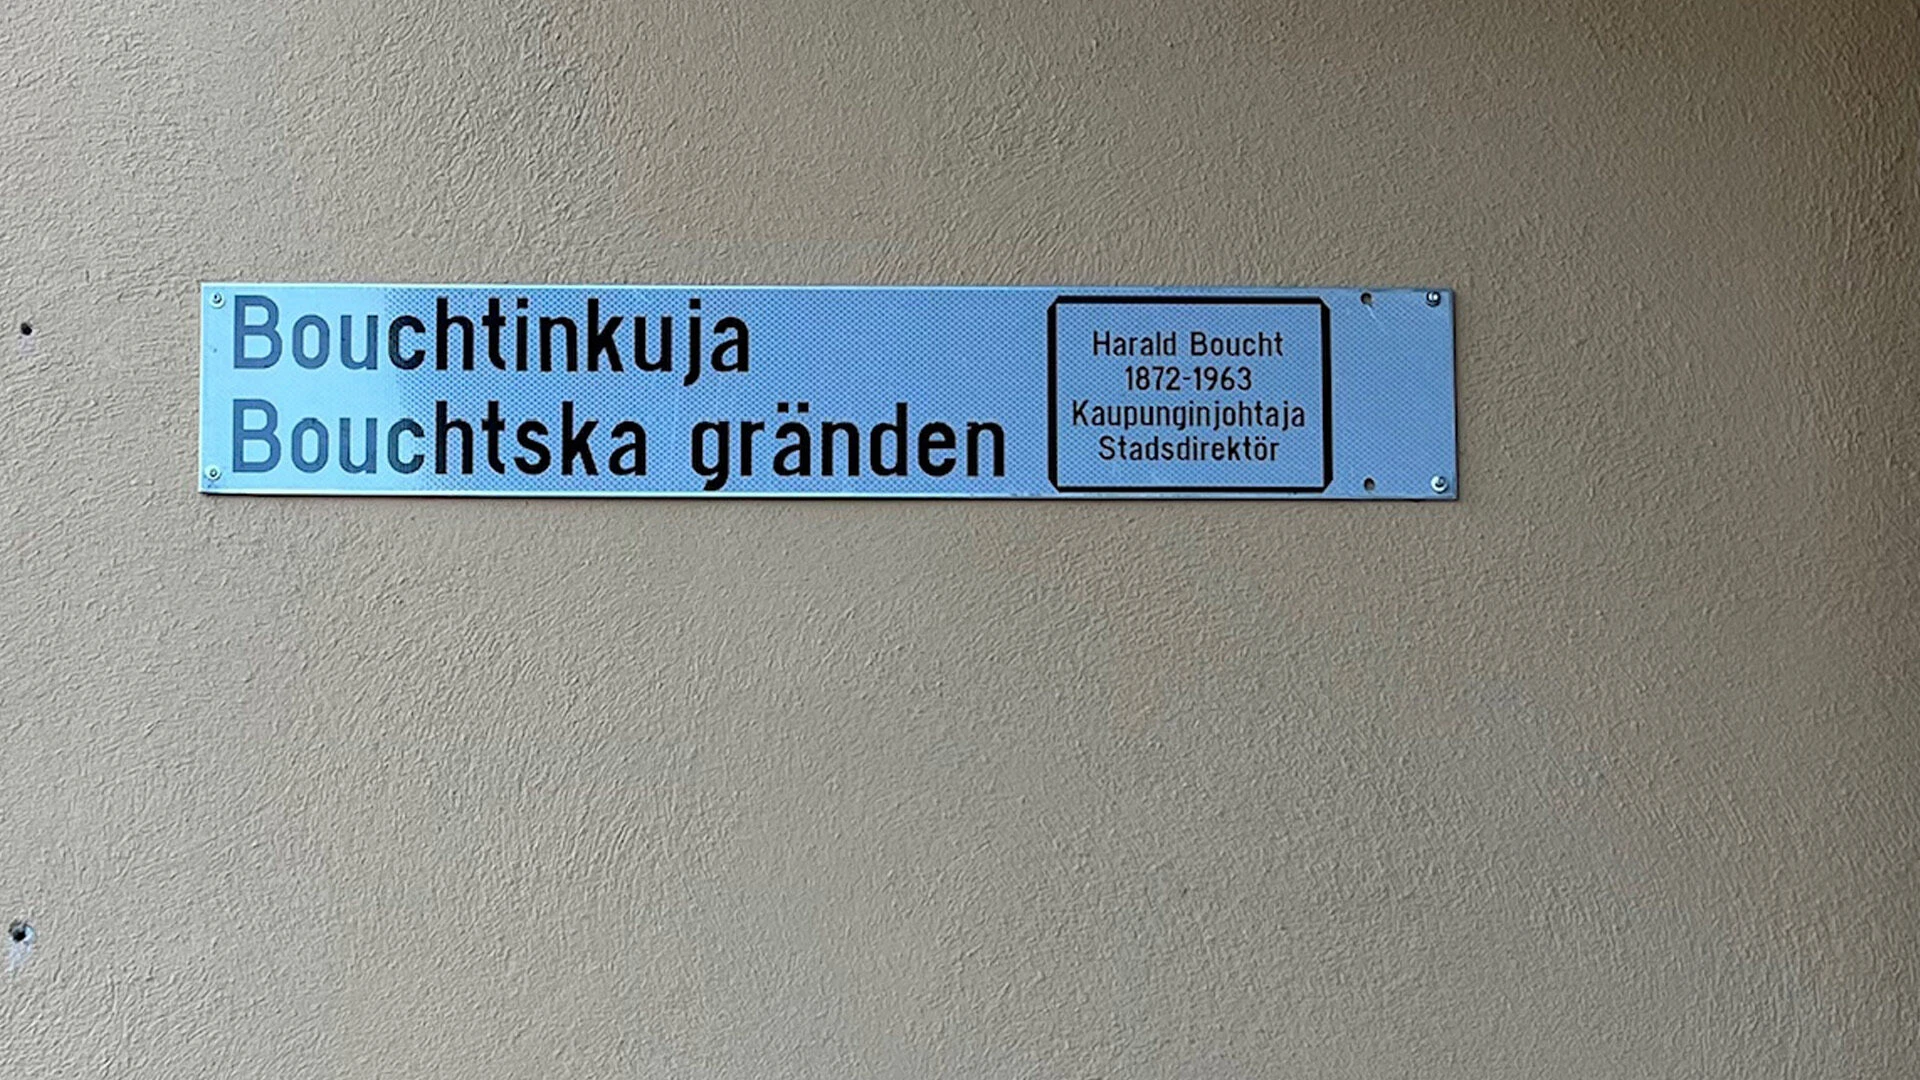 Bouchtinkuja
Bouchtska gränden
Harald Boucht
1872-1963
Kaupunginjohtaja
Stadsdirektör